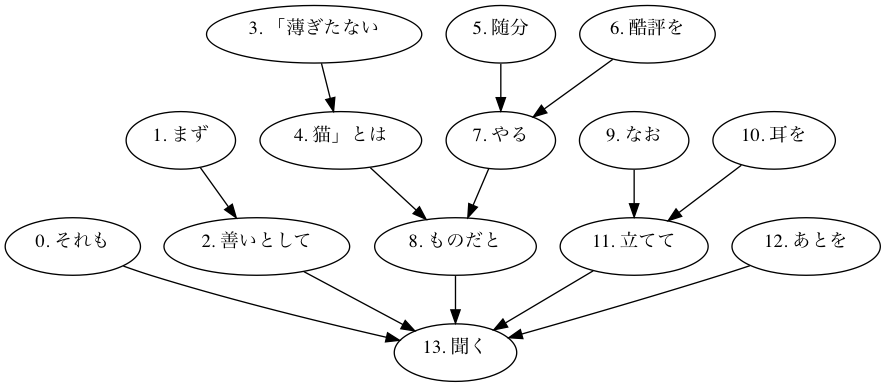 3. 「薄ぎたない
5. 随分
6. 酷評を
1. まず
4. 猫」とは
7. やる
9. なお
10. 耳を
0. それも
2. 善いとして
8. ものだと
11. 立てて
12. あとを
13. 聞く